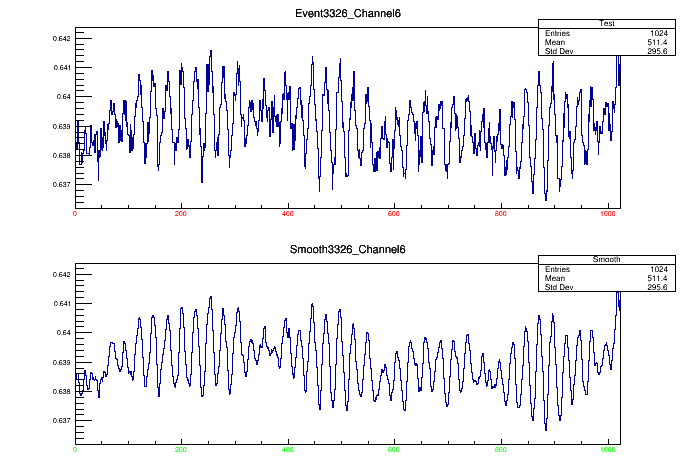 Event3326_Channel6
Test
Entries 1024
Mean 511.4
Std Dev 295.6
0.642
0.641
0.64
0.639
0.638
0.637
0 200 400 600 800 1000
Smooth3326_Channel6
Smooth
Entries 1024
Mean 511.4
Std Dev 295.6
0.642
0.641
0.64
0.639
0.638
0.637
0 200 400 600 800 1000